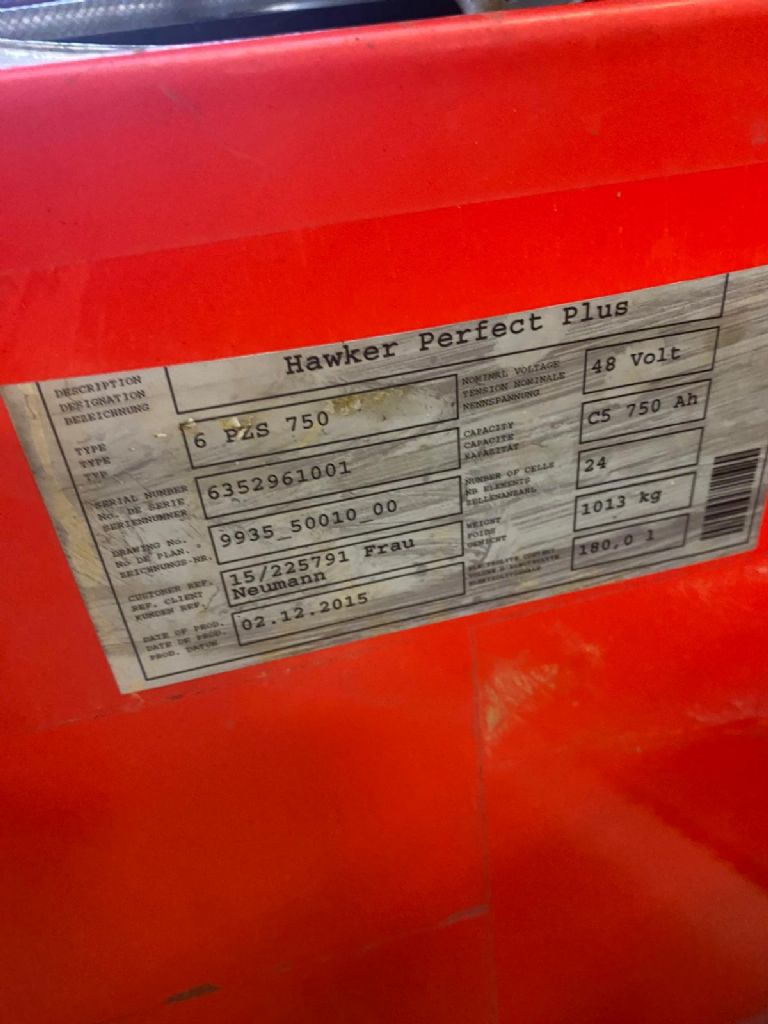 DESCRIPTION
DESIGNATION
BEZEICHNUNG
Hawker Perfect Plus
TYPE
TYPE
TYP
6 PZS 750
NOMINAL VOLTAGE
TENSION NOMINALE
NENNSPANNUNG
48 Volt
SERIAL NUMBER
NO. DE SERIE
SERIENNUMMER
6352961001
CAPACITY
CAPACITE
KAPAZITÄT
C5 750 Ah
DRAWING NO.
NO DE PLAN.
ZEICHNUNGS-NR.
9935_50010_00
NUMBER OF CELLS
NB ELEMENTS
ZELLENANZAHL
24
CUSTOMER REF.
REF. CLIENT
KUNDEN REF.
15/225791 Frau
Neumann
WEIGHT
POIDS
GEWICHT
1013 kg
DATE OF PROD.
DATE DE PROD.
PROD. DATUM
02.12.2015
180,0 l